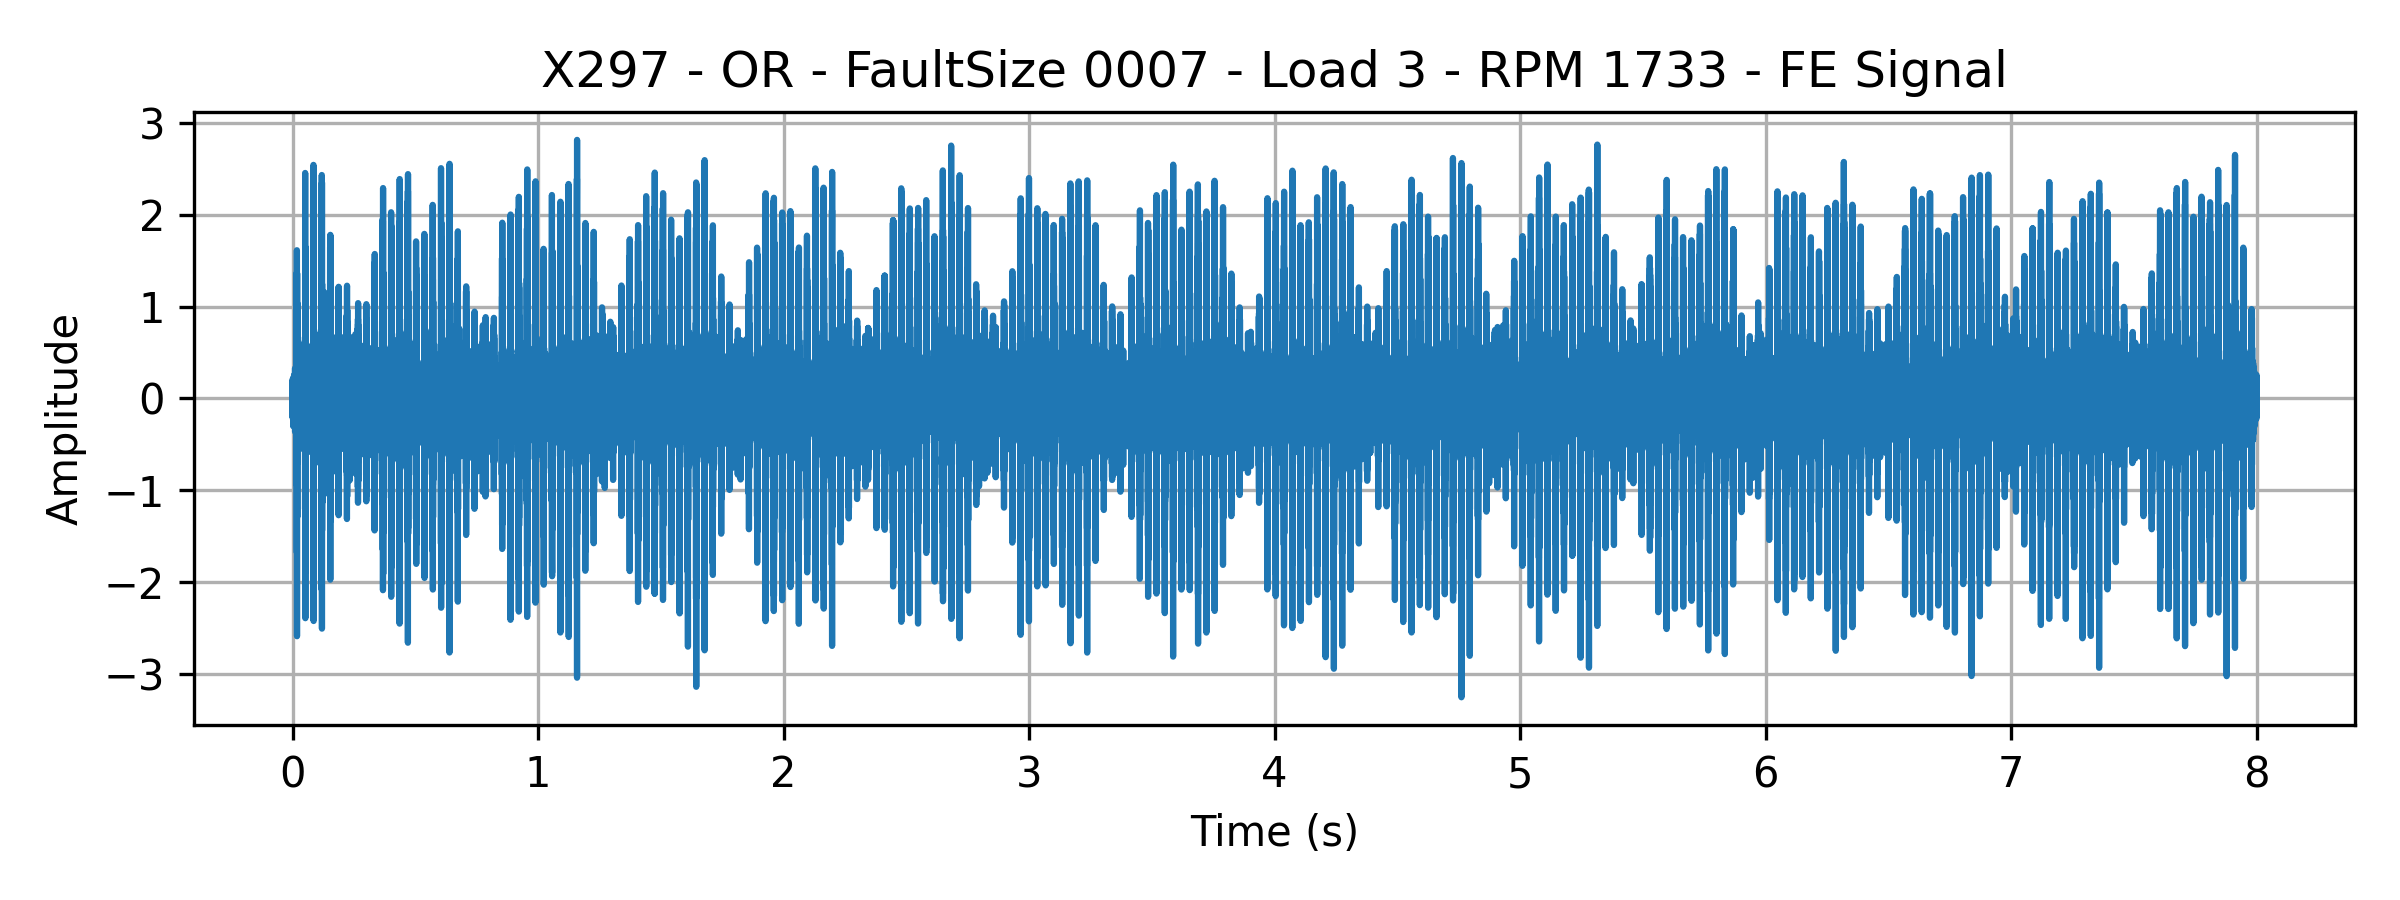 X297 - OR - FaultSize 0007 - Load 3 - RPM 1733 - FE Signal
3
2
1
0
−1
−2
−3
Amplitude
0 1 2 3 4 5 6 7 8
Time (s)